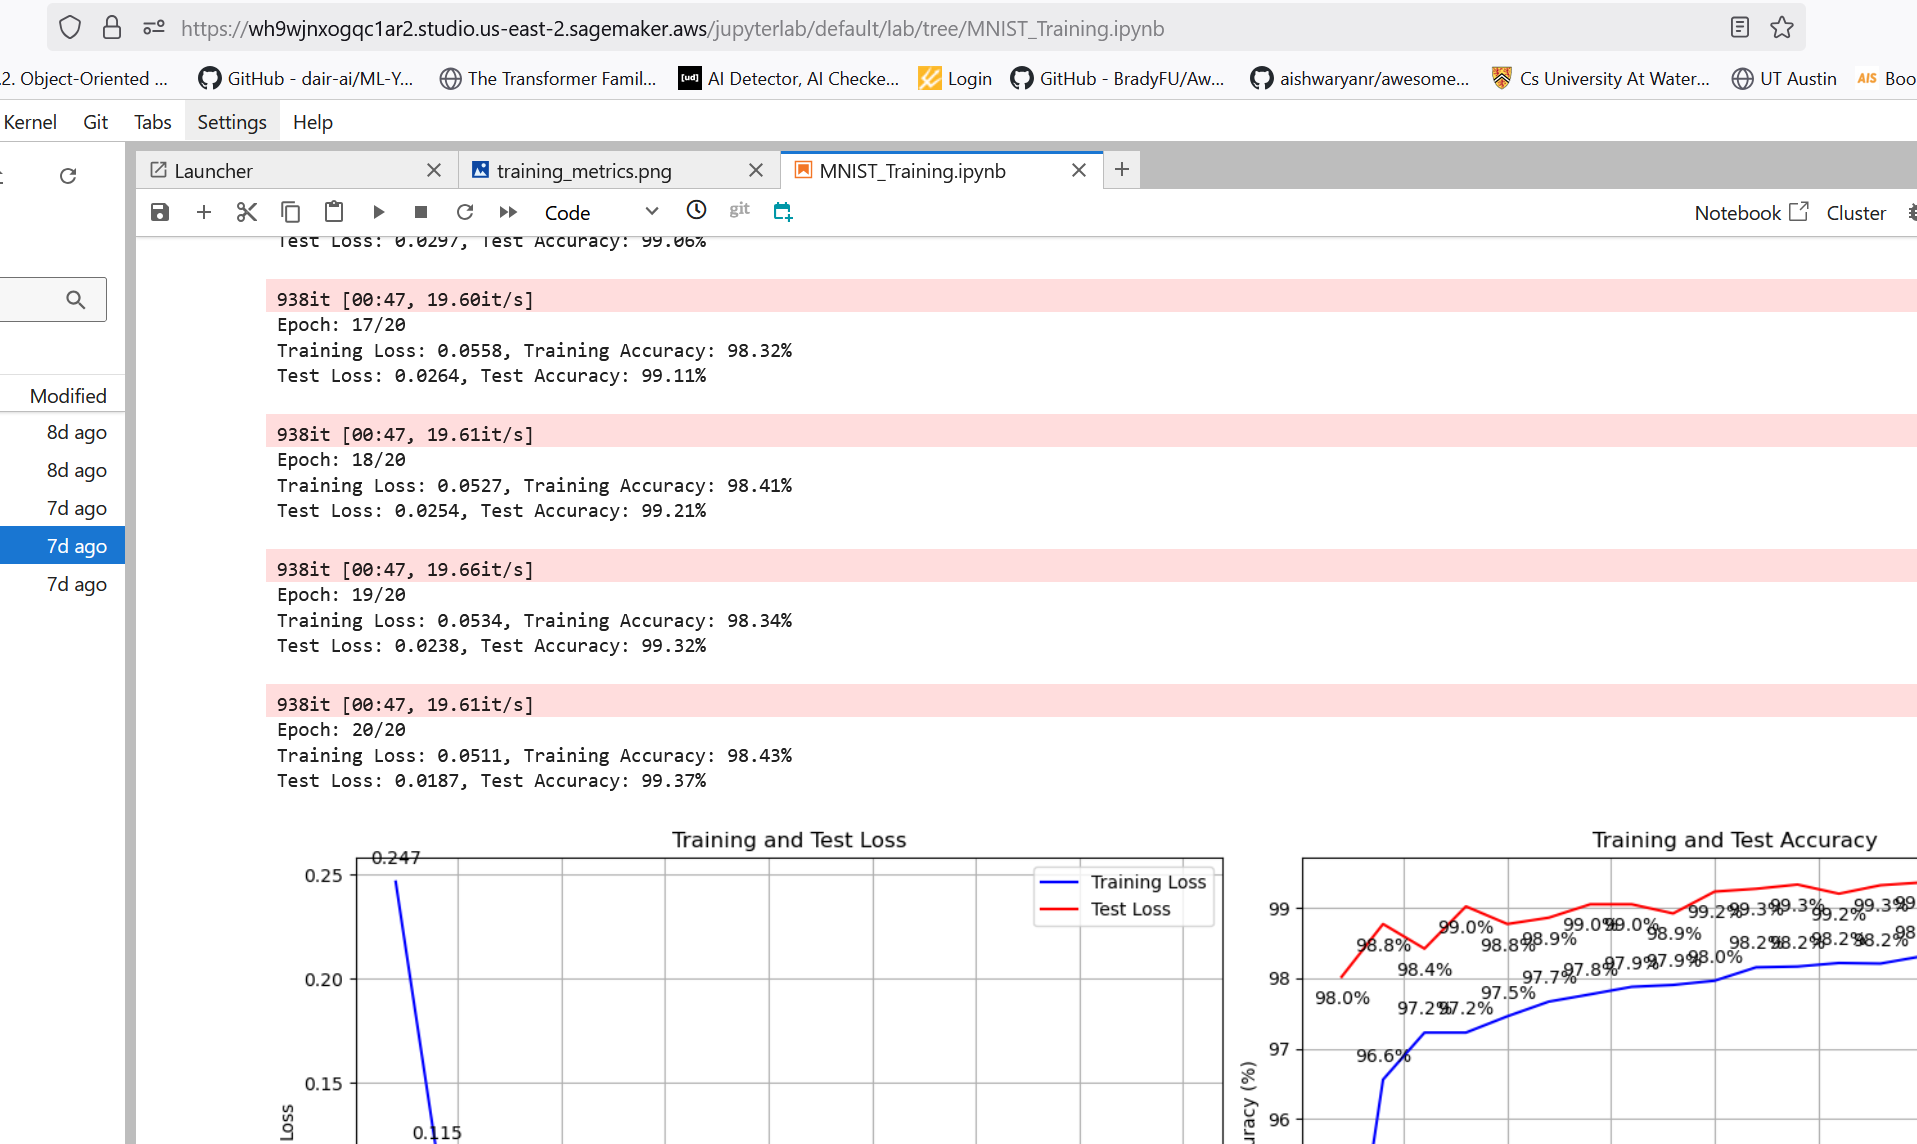 https://wh9wjnxogqc1ar2.studio.us-east-2.sagemaker.aws/jupyterlab/default/lab/tree/MNIST_Training.ipynb
.2. Object-Oriented ... GitHub - dair-ai/ML-Y... The Transformer Famil... [ud] AI Detector, AI Checke... Login GitHub - BradyFU/Aw... aishwaryanr/awesome... Cs University At Water... UT Austin AIS Boo
Kernel Git Tabs Settings Help
Launcher training_metrics.png MNIST_Training.ipynb
Code git Notebook Cluster
Modified
8d ago
8d ago
7d ago
7d ago
7d ago
Test Loss: 0.0297, Test Accuracy: 99.06%
938it [00:47, 19.60it/s]
Epoch: 17/20
Training Loss: 0.0558, Training Accuracy: 98.32%
Test Loss: 0.0264, Test Accuracy: 99.11%
938it [00:47, 19.61it/s]
Epoch: 18/20
Training Loss: 0.0527, Training Accuracy: 98.41%
Test Loss: 0.0254, Test Accuracy: 99.21%
938it [00:47, 19.66it/s]
Epoch: 19/20
Training Loss: 0.0534, Training Accuracy: 98.34%
Test Loss: 0.0238, Test Accuracy: 99.32%
938it [00:47, 19.61it/s]
Epoch: 20/20
Training Loss: 0.0511, Training Accuracy: 98.43%
Test Loss: 0.0187, Test Accuracy: 99.37%
Training and Test Loss
0.247
0.25
0.20
0.15
0.115
Loss
Training Loss
Test Loss
Training and Test Accuracy
99
98
97
96
uracy (%)
98.0% 98.8% 98.4% 99.0% 98.8% 98.9% 99.0% 99.0% 98.9% 99.2% 99.3% 99.3% 99.2% 99.3% 99
96.6% 97.2% 97.2% 97.5% 97.7% 97.8% 97.9% 97.9% 98.0% 98.2% 98.2% 98.2% 98.2% 98